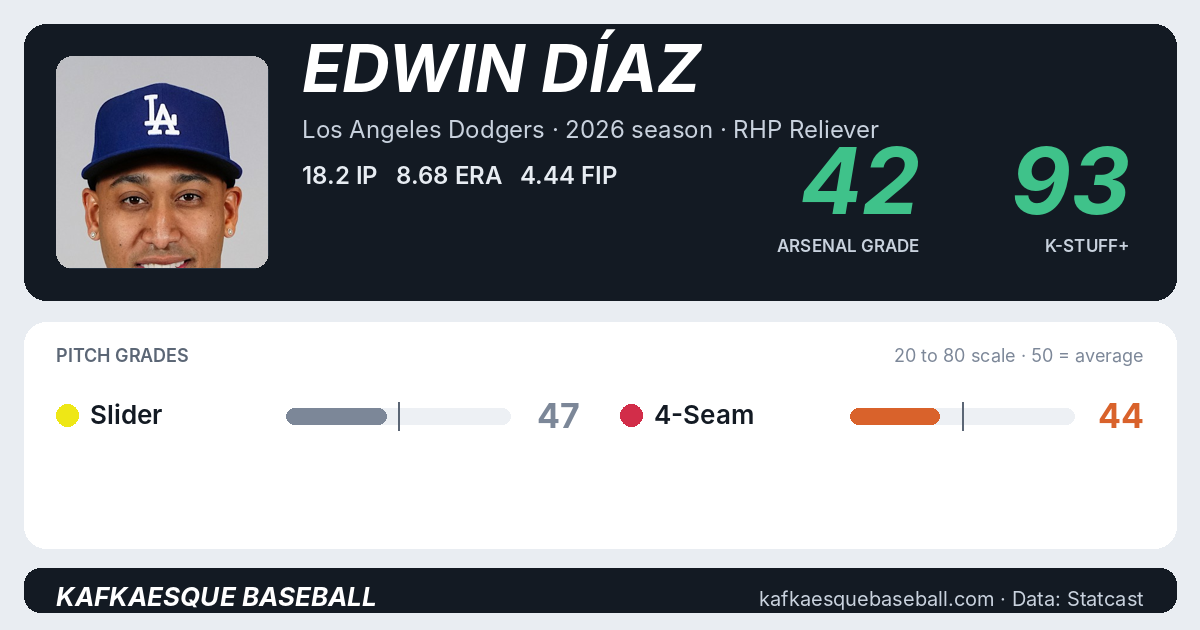 LA
EDWIN DÍAZ
Los Angeles Dodgers · 2026 season · RHP Reliever
18.2 IP 8.68 ERA 4.44 FIP
42 93
ARSENAL GRADE K-STUFF+
PITCH GRADES 20 to 80 scale · 50 = average
Slider 47 4-Seam 44
KAFKAESQUE BASEBALL kafkaesquebaseball.com · Data: Statcast